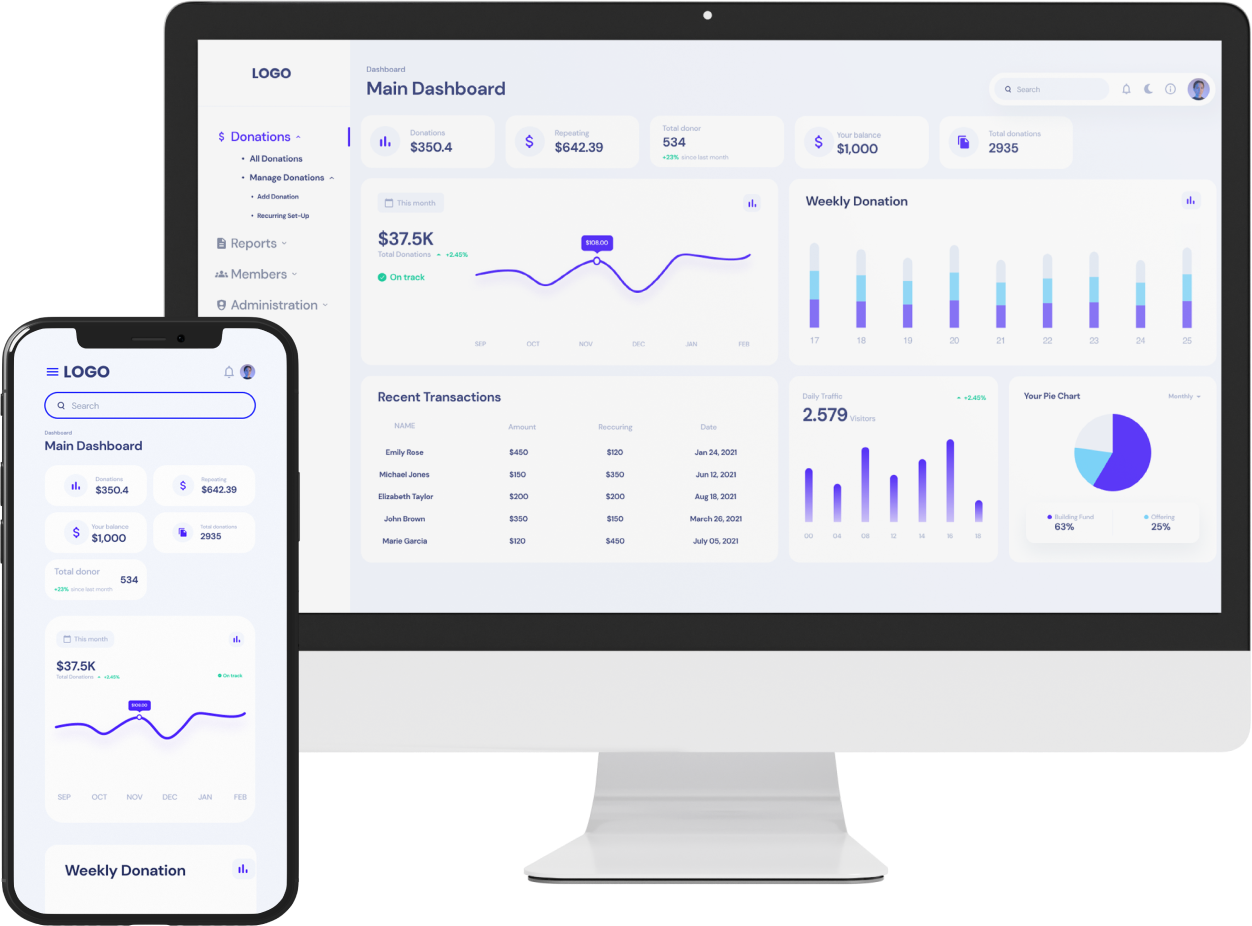 LOGO
$ Donations
• All Donations
• Manage Donations
• Add Donation
• Recurring Set-Up
Reports
Members
Administration
Dashboard
Main Dashboard
Search
Donations
$350.4
$
Repeating
$642.39
Total donor
534
+23% since last month
$
Your balance
$1,000
Total donations
2935
This month
$37.5K
Total Donations +2.45%
On track
$108.00
SEP OCT NOV DEC JAN FEB
Weekly Donation
17 18 19 20 21 22 23 24 25
Recent Transactions
NAME Amount Reccuring Date
Emily Rose $450 $120 Jan 24, 2021
Michael Jones $150 $350 Jun 12, 2021
Elizabeth Taylor $200 $200 Aug 18, 2021
John Brown $350 $150 March 26, 2021
Marie Garcia $120 $450 July 05, 2021
Daily Traffic
+2.45%
2.579 Visitors
00 04 08 12 14 16 18
Your Pie Chart
Monthly
Building Fund
63%
Offering
25%
LOGO
Search
Dashboard
Main Dashboard
Donations
$350.4
$
Repeating
$642.39
$
Your balance
$1,000
Total donations
2935
Total donor
534
+23% since last month
This month
$37.5K
Total Donations +2.45%
On track
$108.00
SEP OCT NOV DEC JAN FEB
Weekly Donation